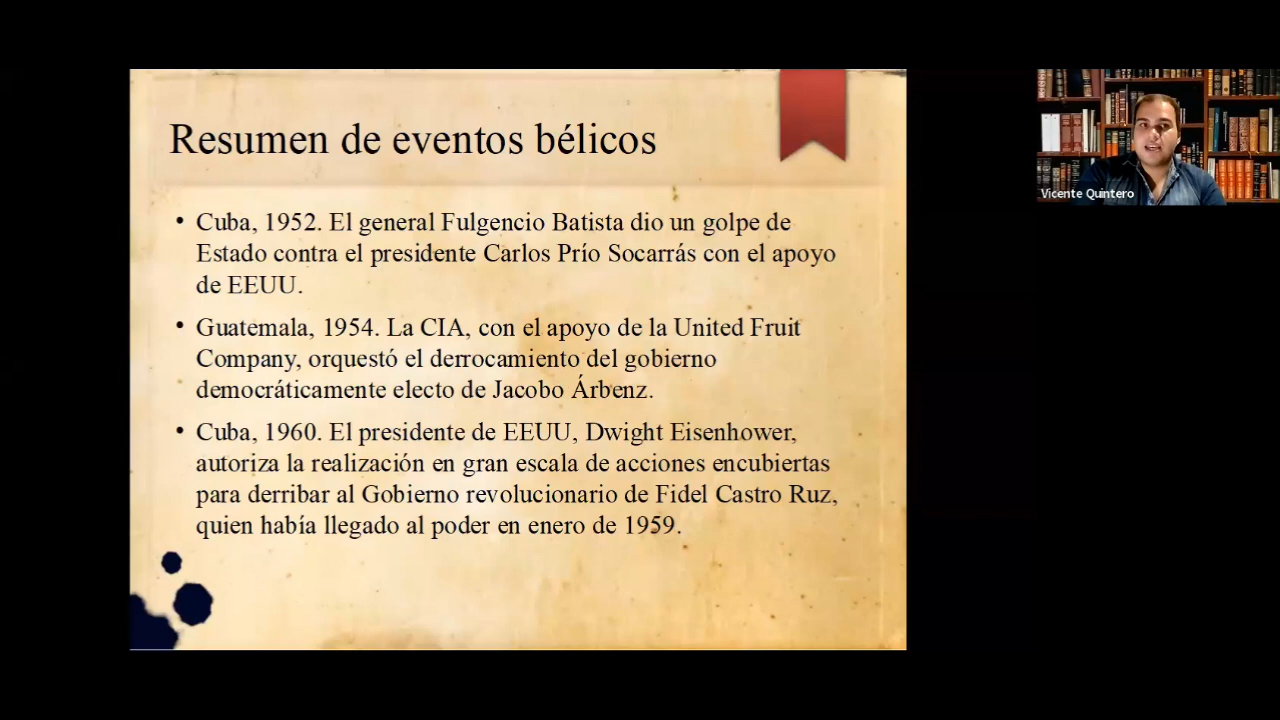 Resumen de eventos bélicos
• Cuba, 1952. El general Fulgencio Batista dio un golpe de
Estado contra el presidente Carlos Prío Socarrás con el apoyo
de EEUU.
• Guatemala, 1954. La CIA, con el apoyo de la United Fruit
Company, orquestó el derrocamiento del gobierno
democráticamente electo de Jacobo Árbenz.
• Cuba, 1960. El presidente de EEUU, Dwight Eisenhower,
autoriza la realización en gran escala de acciones encubiertas
para derribar al Gobierno revolucionario de Fidel Castro Ruz,
quien había llegado al poder en enero de 1959.
Vicente Quintero